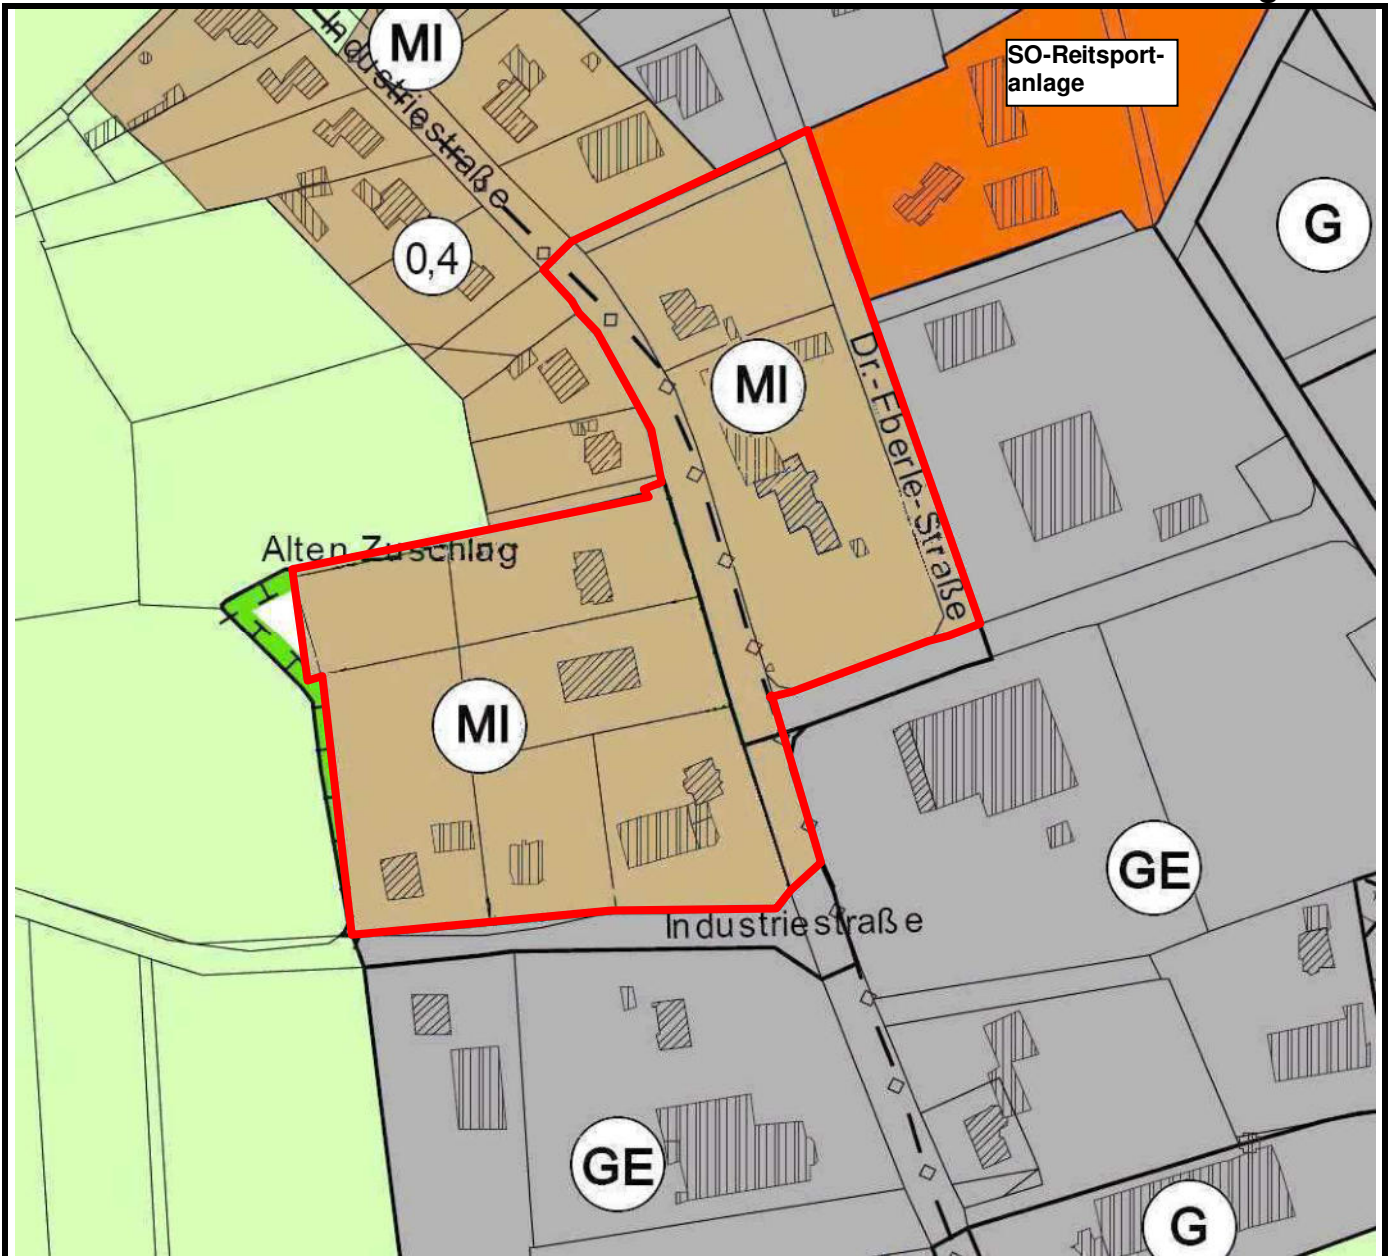 MI
Industriestraße
SO-Reitsport-
anlage
G
0,4
MI
Dr.-Eberle-Straße
Alten Zuschlag
MI
GE
Industriestraße
GE
G